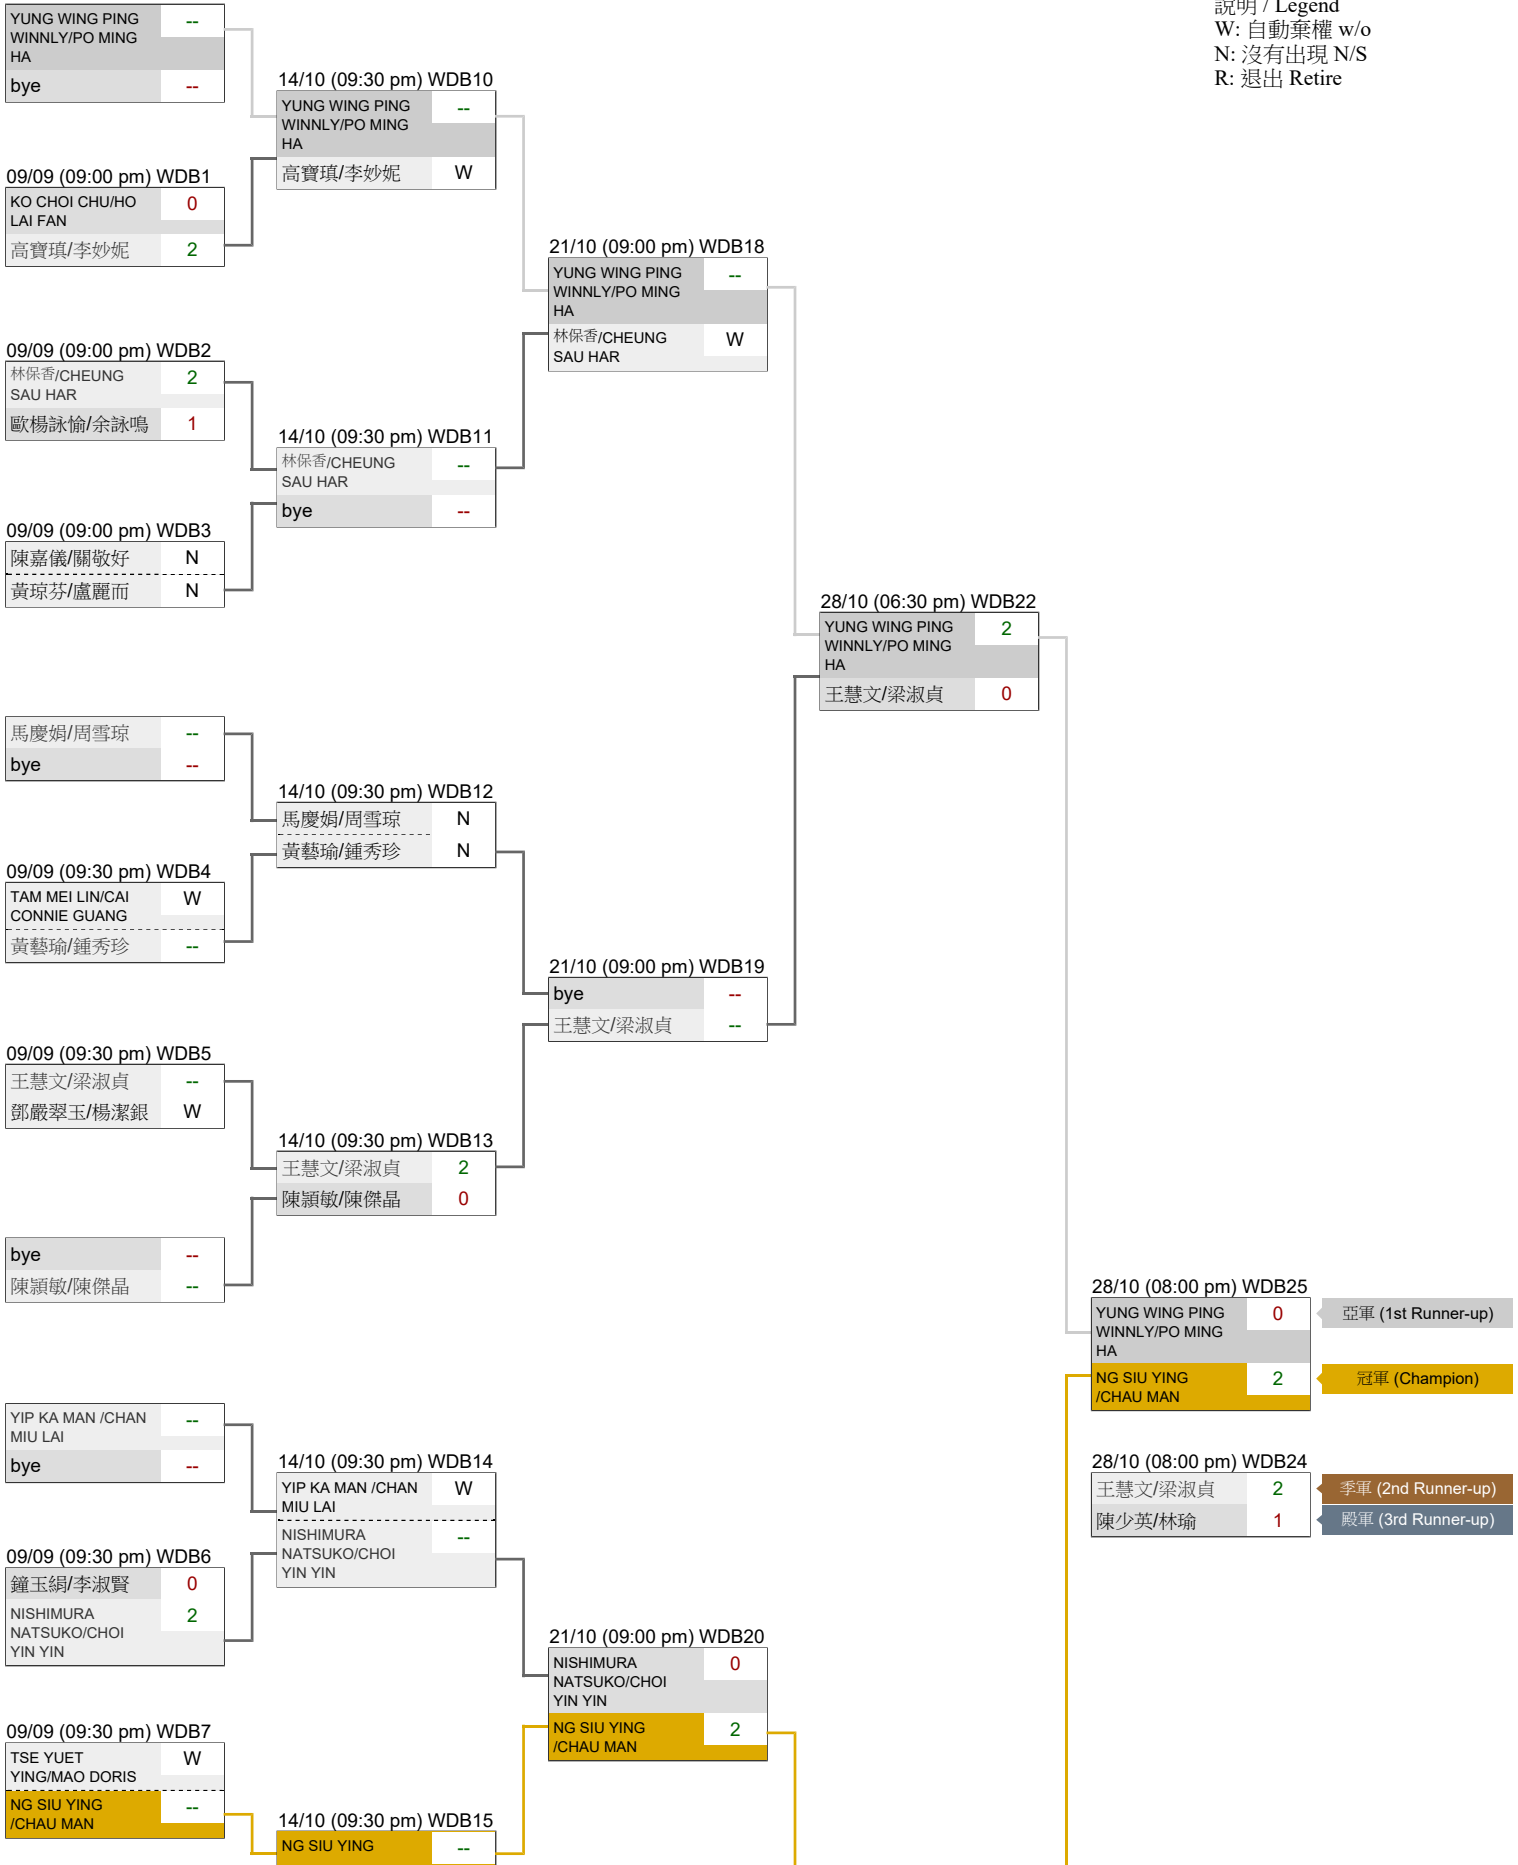 說明 / Legend
W: 自動棄權 w/o
N: 沒有出現 N/S
R: 退出 Retire
YUNG WING PING
WINNLY/PO MING
HA
--
bye
--
09/09 (09:00 pm) WDB1
KO CHOI CHU/HO
LAI FAN
0
高寶瑱/李妙妮
2
09/09 (09:00 pm) WDB2
林保香/CHEUNG
SAU HAR
2
歐楊詠愉/余詠鳴
1
09/09 (09:00 pm) WDB3
陳嘉儀/關敬好
N
黃琼芬/盧麗而
N
馬慶娟/周雪琼
--
bye
--
09/09 (09:30 pm) WDB4
TAM MEI LIN/CAI
CONNIE GUANG
W
黃藝瑜/鍾秀珍
--
09/09 (09:30 pm) WDB5
王慧文/梁淑貞
--
鄧嚴翠玉/楊潔銀
W
bye
--
陳頴敏/陳傑晶
--
YIP KA MAN /CHAN
MIU LAI
--
bye
--
09/09 (09:30 pm) WDB6
鐘玉絹/李淑賢
0
NISHIMURA
NATSUKO/CHOI
YIN YIN
2
09/09 (09:30 pm) WDB7
TSE YUET
YING/MAO DORIS
W
NG SIU YING
/CHAU MAN
--
14/10 (09:30 pm) WDB10
YUNG WING PING
WINNLY/PO MING
HA
--
高寶瑱/李妙妮
W
14/10 (09:30 pm) WDB11
林保香/CHEUNG
SAU HAR
--
bye
--
14/10 (09:30 pm) WDB12
馬慶娟/周雪琼
N
黃藝瑜/鍾秀珍
N
14/10 (09:30 pm) WDB13
王慧文/梁淑貞
2
陳頴敏/陳傑晶
0
14/10 (09:30 pm) WDB14
YIP KA MAN /CHAN
MIU LAI
W
NISHIMURA
NATSUKO/CHOI
YIN YIN
--
14/10 (09:30 pm) WDB15
NG SIU YING
--
21/10 (09:00 pm) WDB18
YUNG WING PING
WINNLY/PO MING
HA
--
林保香/CHEUNG
SAU HAR
W
21/10 (09:00 pm) WDB19
bye
--
王慧文/梁淑貞
--
21/10 (09:00 pm) WDB20
NISHIMURA
NATSUKO/CHOI
YIN YIN
0
NG SIU YING
/CHAU MAN
2
28/10 (06:30 pm) WDB22
YUNG WING PING
WINNLY/PO MING
HA
2
王慧文/梁淑貞
0
28/10 (08:00 pm) WDB25
YUNG WING PING
WINNLY/PO MING
HA
0
亞軍 (1st Runner-up)
NG SIU YING
/CHAU MAN
2
冠軍 (Champion)
28/10 (08:00 pm) WDB24
王慧文/梁淑貞
2
季軍 (2nd Runner-up)
陳少英/林瑜
1
殿軍 (3rd Runner-up)